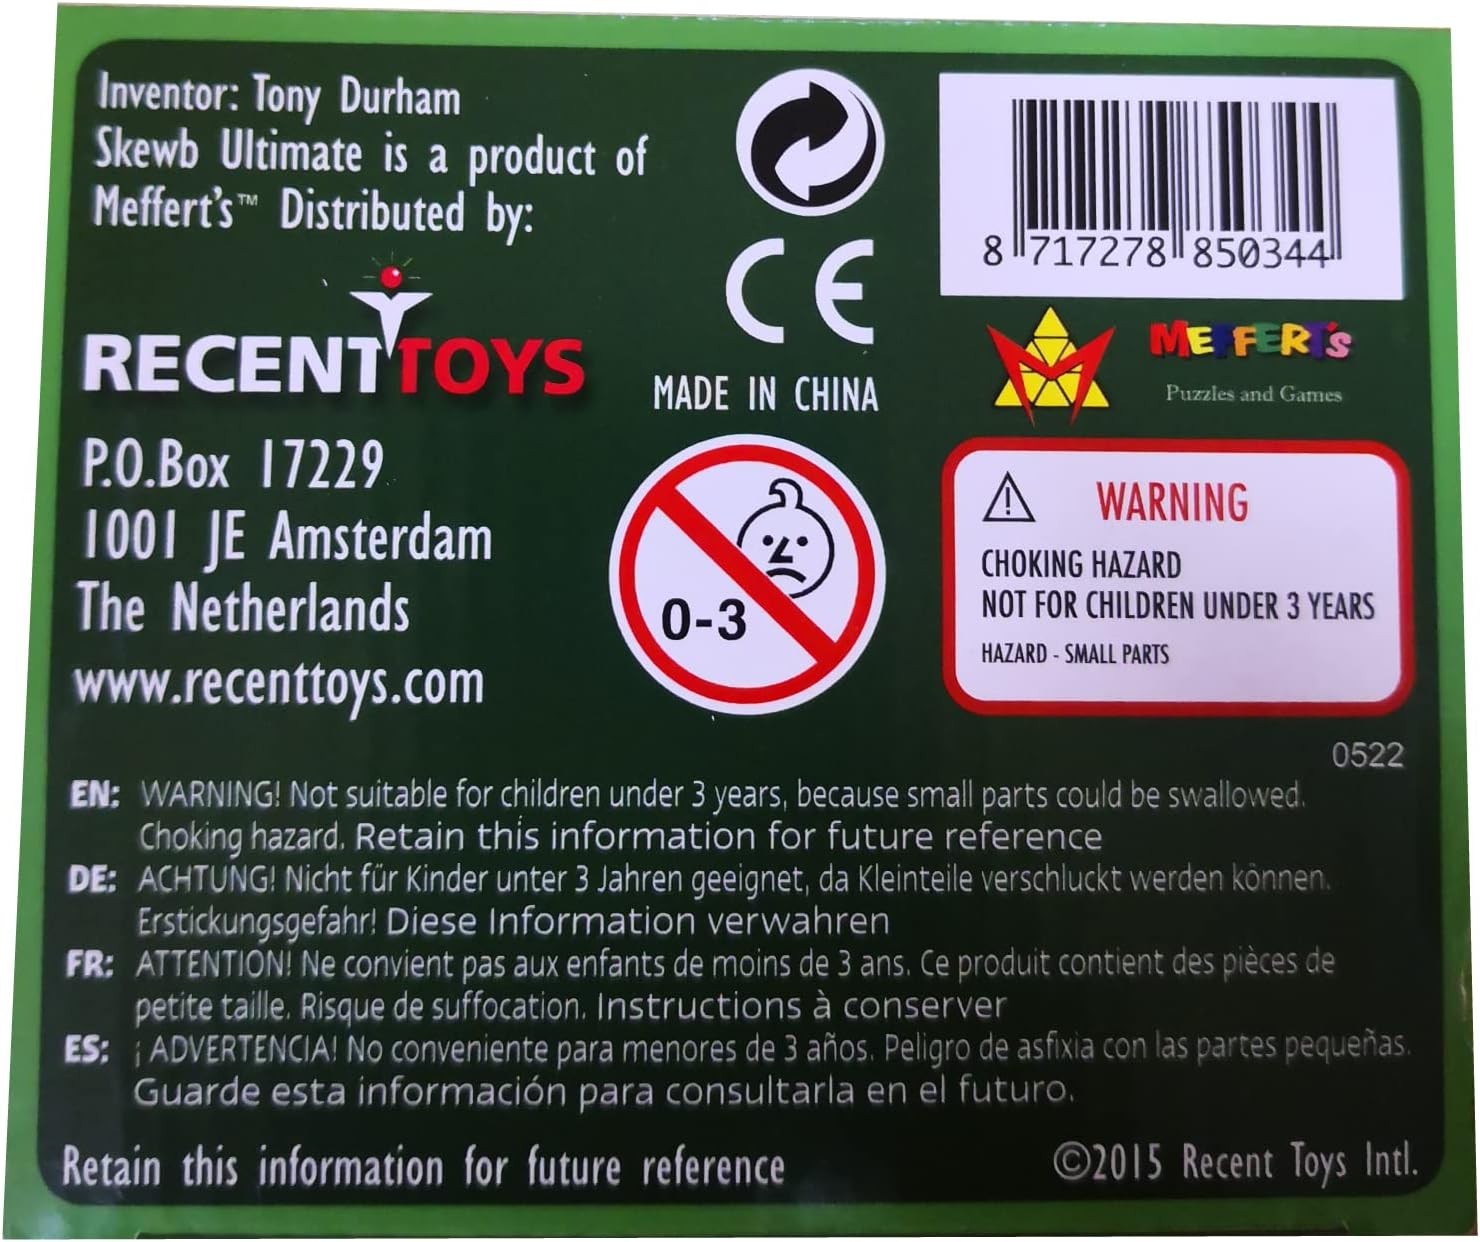 Inventor: Tony Durham
Skewb Ultimate is a product of
Meffert's™ Distributed by:
RECENTTOYS
P.O.Box 17229
1001 JE Amsterdam
The Netherlands
www.recenttoys.com
CE
MADE IN CHINA
0-3
8 717278 850344
MEFFERT'S
Puzzles and Games
WARNING
CHOKING HAZARD
NOT FOR CHILDREN UNDER 3 YEARS
HAZARD - SMALL PARTS
0522
EN: WARNING! Not suitable for children under 3 years, because small parts could be swallowed.
Choking hazard. Retain this information for future reference
DE: ACHTUNG! Nicht für Kinder unter 3 Jahren geeignet, da Kleinteile verschluckt werden können.
Erstickungsgefahr! Diese Information verwahren
FR: ATTENTION! Ne convient pas aux enfants de moins de 3 ans. Ce produit contient des pièces de
petite taille. Risque de suffocation. Instructions à conserver
ES: ¡ ADVERTENCIA! No conveniente para menores de 3 años. Peligro de asfixia con las partes pequeñas.
Guarde esta información para consultarla en el futuro.
Retain this information for future reference
©2015 Recent Toys Intl.